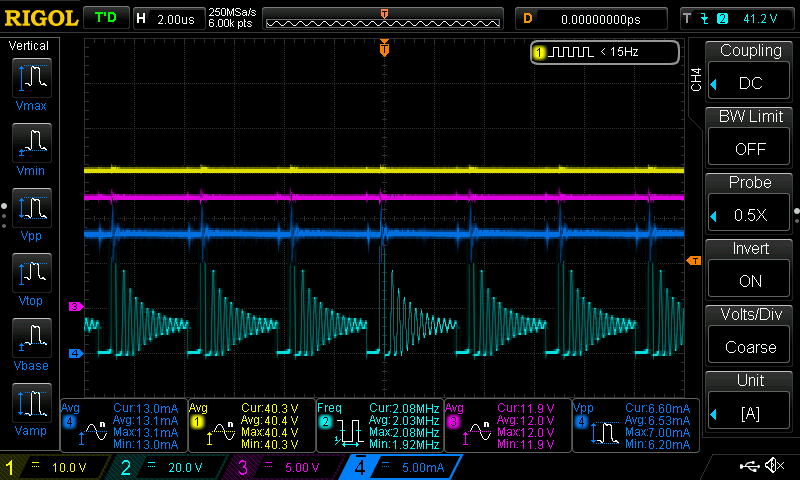 RIGOL T'D H 2.00us 250MSa/s 6.00k pts T D 0.00000000ps T 2 41.2 V
Vertical
Vmax
Vmin
Vpp
Vtop
Vbase
Vamp
T
1 < 15Hz
T
3
4
CH4
Coupling
DC
BW Limit
OFF
Probe
0.5X
Invert
ON
Volts/Div
Coarse
Unit
[A]
Avg 4 n
Cur:13.0mA
Avg:13.1mA
Max:13.1mA
Min:13.0mA
Avg 1 n
Cur:40.3 V
Avg:40.4 V
Max:40.4 V
Min:40.3 V
Freq 2
Cur:2.08MHz
Avg:2.03MHz
Max:2.08MHz
Min:1.92MHz
Avg 3 n
Cur:11.9 V
Avg:12.0 V
Max:12.0 V
Min:11.9 V
Vpp 4
Cur:6.60mA
Avg:6.53mA
Max:7.00mA
Min:6.20mA
1 10.0 V 2 20.0 V 3 5.00 V 4 5.00mA